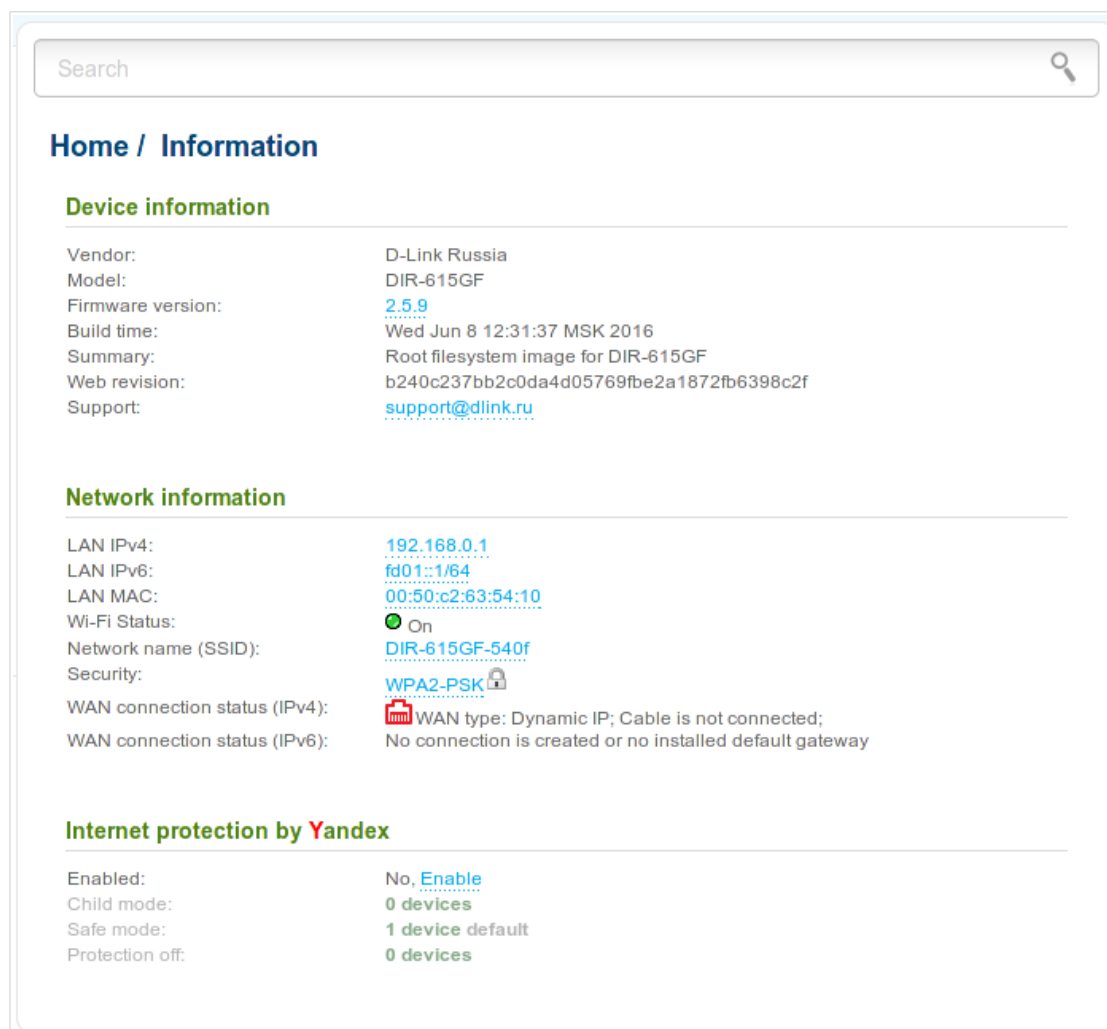 Search
Home / Information
Device information
Vendor: D-Link Russia
Model: DIR-615GF
Firmware version: 2.5.9
Build time: Wed Jun 8 12:31:37 MSK 2016
Summary: Root filesystem image for DIR-615GF
Web revision: b240c237bb2c0da4d05769fbe2a1872fb6398c2f
Support: support@dlink.ru
Network information
LAN IPv4: 192.168.0.1
LAN IPv6: fd01::1/64
LAN MAC: 00:50:c2:63:54:10
Wi-Fi Status: On
Network name (SSID): DIR-615GF-540f
Security: WPA2-PSK
WAN connection status (IPv4): WAN type: Dynamic IP; Cable is not connected;
WAN connection status (IPv6): No connection is created or no installed default gateway
Internet protection by Yandex
Enabled: No, Enable
Child mode: 0 devices
Safe mode: 1 device default
Protection off: 0 devices